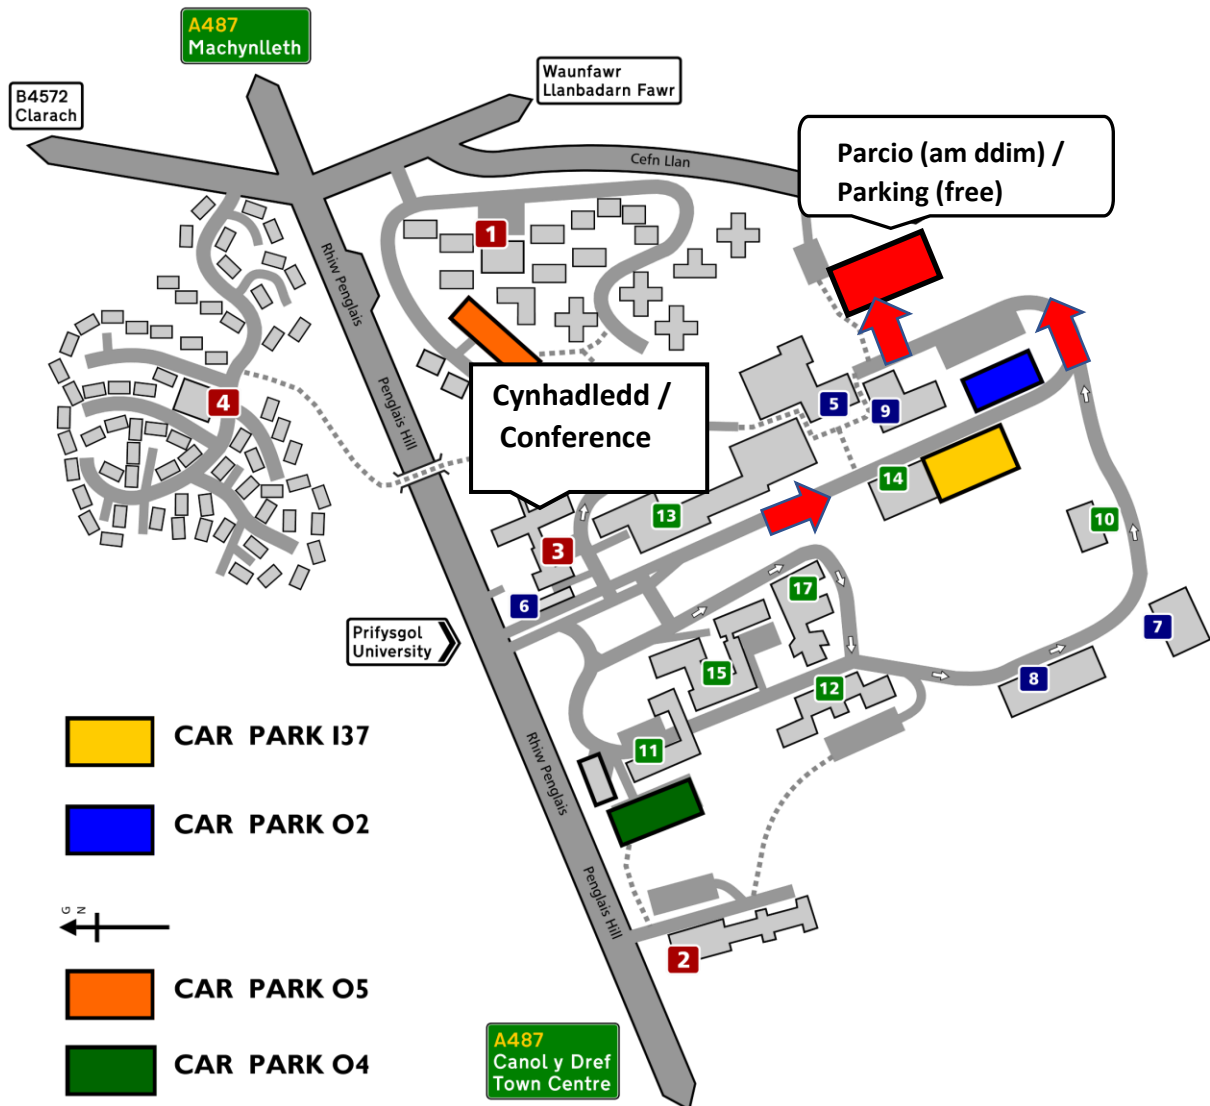 A487
Machynlleth
B4572
Clarach
Waunfawr
Llanbadarn Fawr
Cefn Llan
Parcio (am ddim) /
Parking (free)
1
Rhiw Penglais
Penglais Hill
4
Cynhadledd /
Conference
5
9
14
13
10
3
6
17
7
Prifysgol
University
15
8
12
11
Rhiw Penglais
Penglais Hill
2
CAR PARK I37
CAR PARK O2
G
N
CAR PARK O5
CAR PARK O4
A487
Canol y Dref
Town Centre